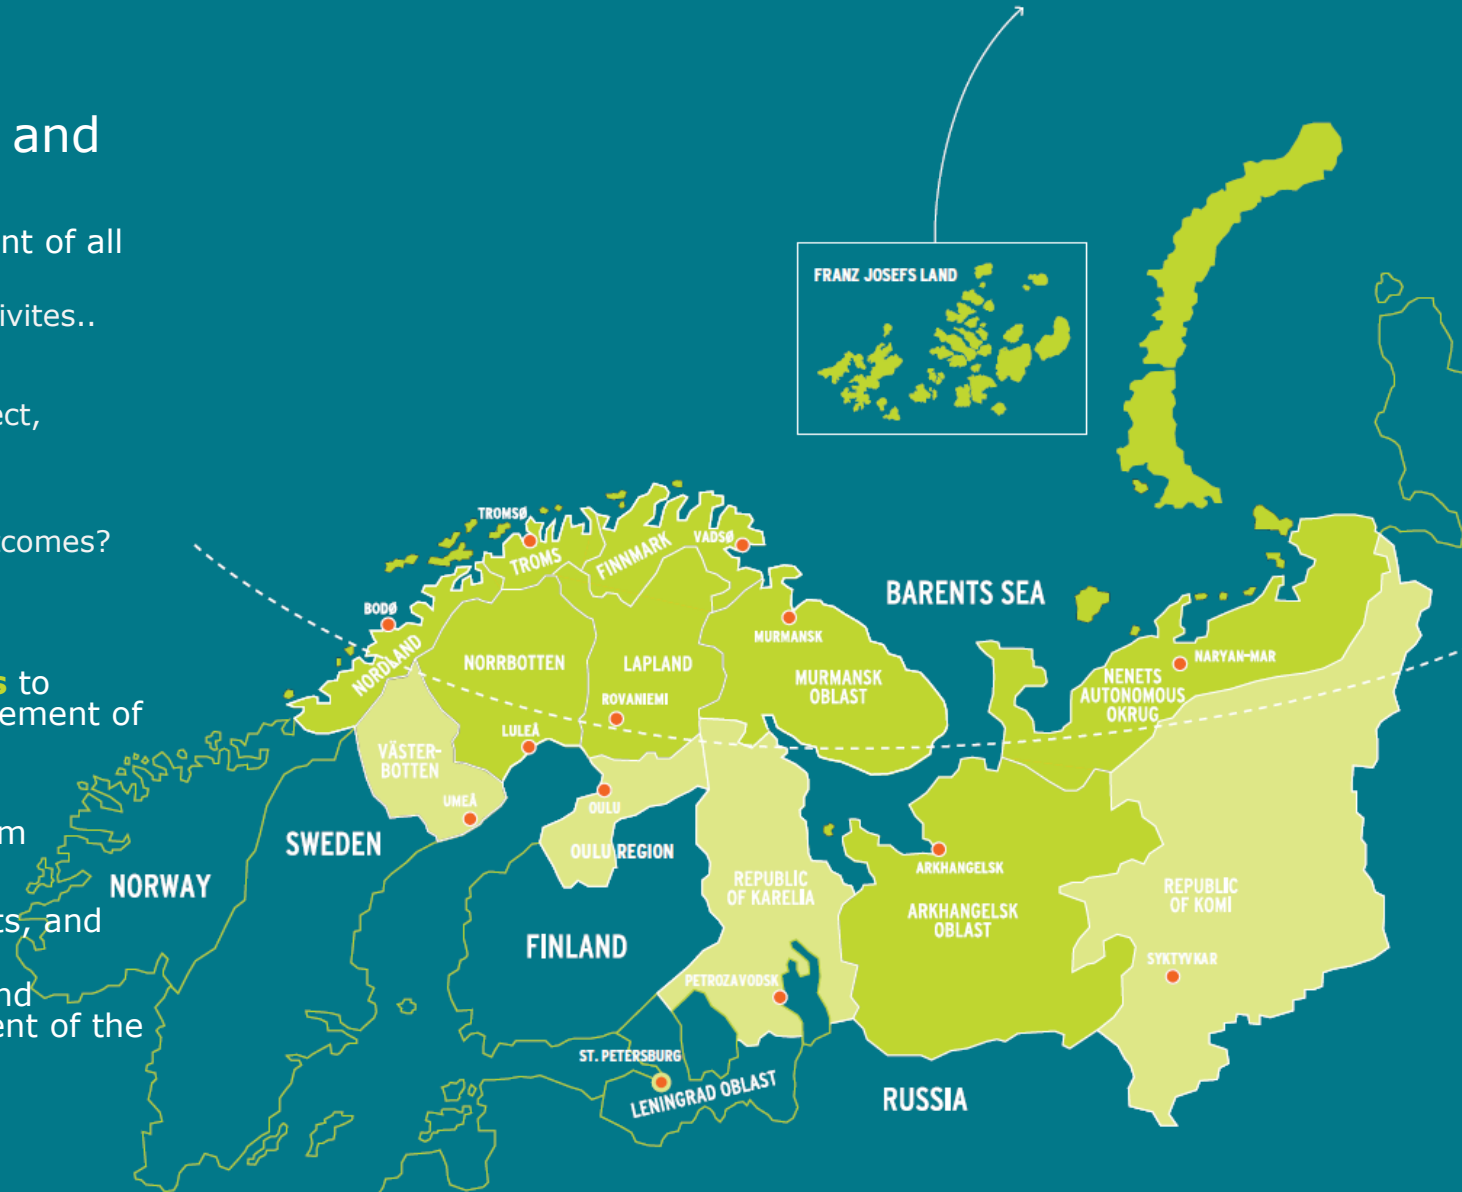 and
nt of all
ivites..
ect,
comes?
s to
ement of
m
ts, and
nd
ent of the
FRANZ JOSEFS LAND
TROMSØ
TROMS
FINNMARK
VADSØ
BARENTS SEA
BODØ
NORDLAND
NORRBOTTEN
LAPLAND
MURMANSK
MURMANSK
OBLAST
NARYAN-MAR
NENETS
AUTONOMOUS
OKRUG
ROVANIEMI
LULEÅ
VÄSTER-
BOTTEN
UMEÅ
OULU
OULU REGION
SWEDEN
NORWAY
FINLAND
REPUBLIC
OF KARELIA
ARKHANGELSK
ARKHANGELSK
OBLAST
REPUBLIC
OF KOMI
SYKTYVKAR
PETROZAVODSK
ST. PETERSBURG
LENINGRAD OBLAST
RUSSIA